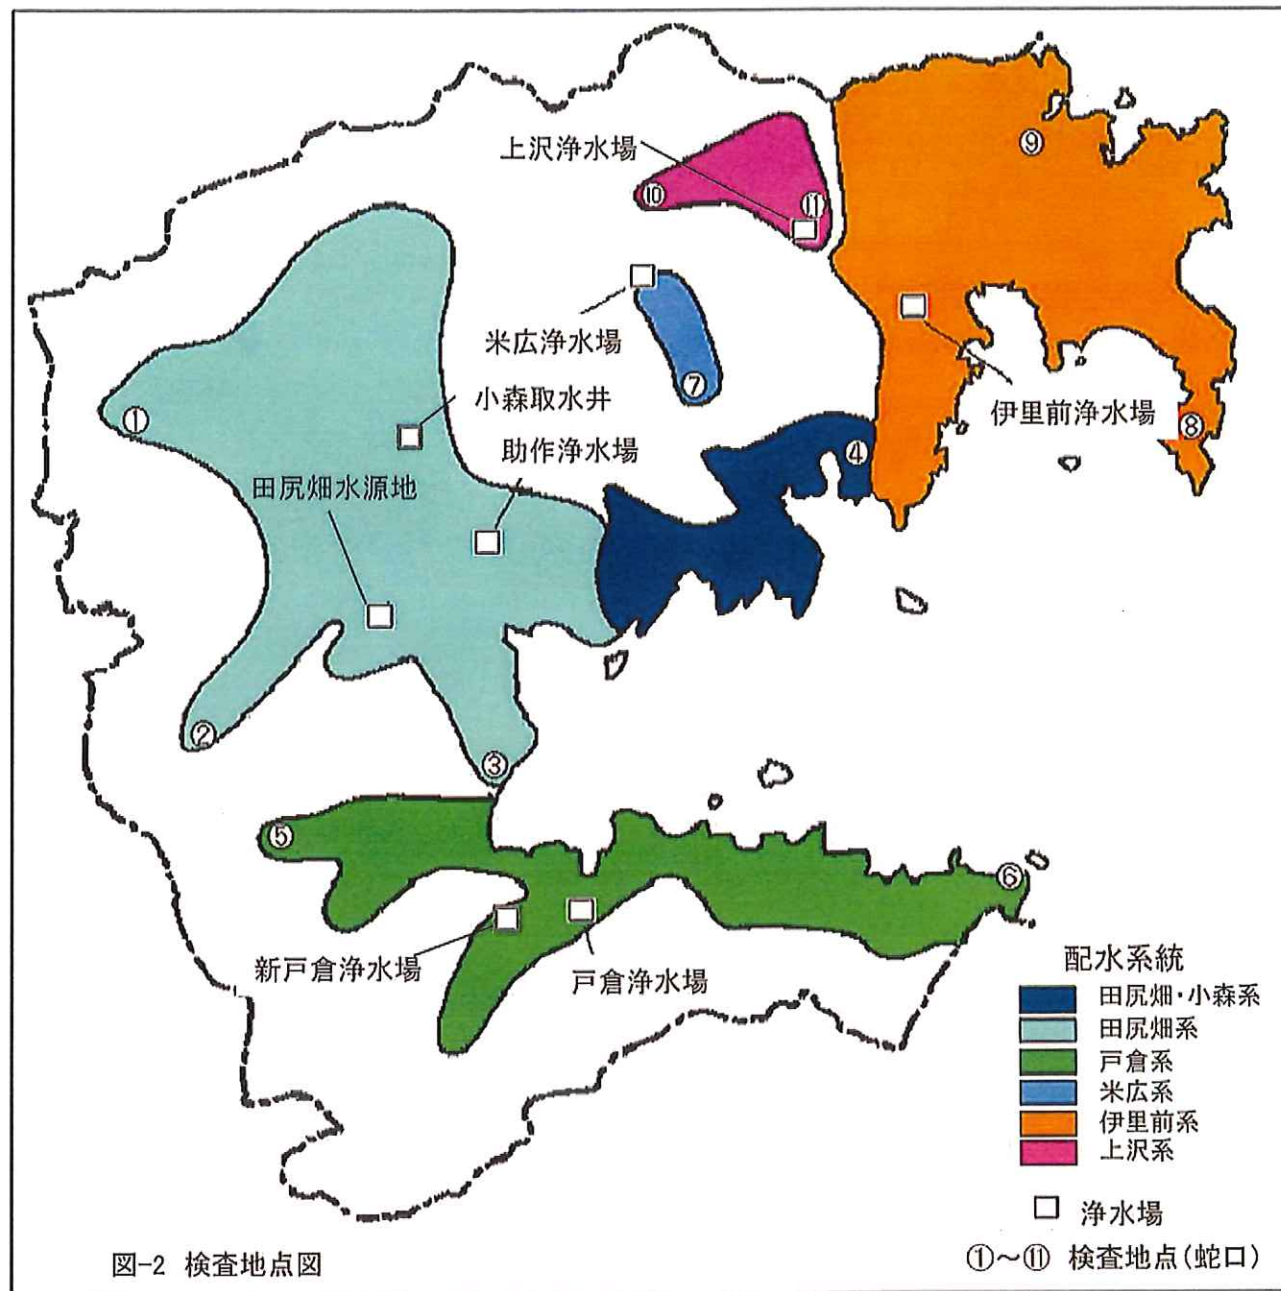 ⑨
上沢浄水場
⑩
⑪
米広浄水場
⑦
小森取水井
①
伊里前浄水場
⑧
助作浄水場
④
田尻畑水源地
②
③
⑤
⑥
新戸倉浄水場
戸倉浄水場
配水系統
田尻畑・小森系
田尻畑系
戸倉系
米広系
伊里前系
上沢系
浄水場
①～⑪ 検査地点(蛇口)
図-2 検査地点図